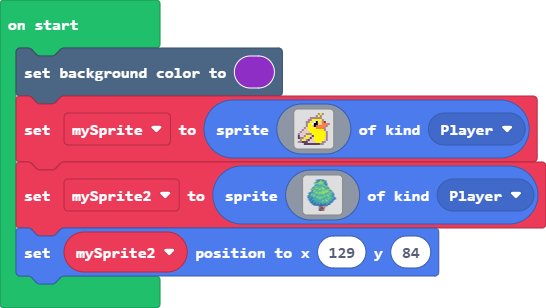 on start
set background color to
set mySprite to sprite of kind Player
set mySprite2 to sprite of kind Player
set mySprite2 position to x 129 y 84